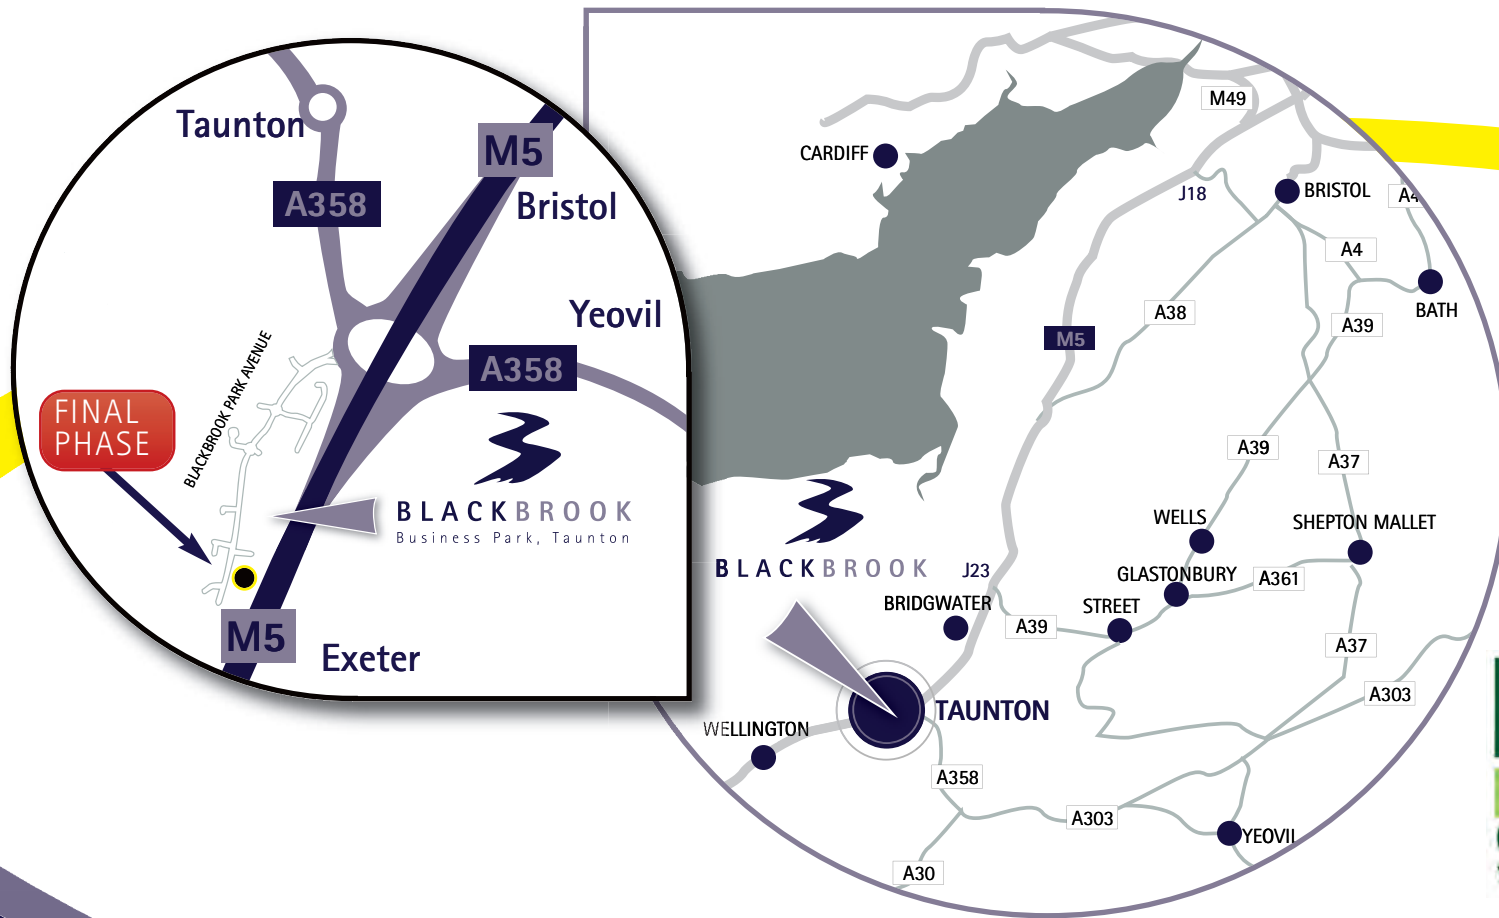 Taunton
M5
A358
Bristol
Yeovil
A358
BLACKBROOK PARK AVENUE
FINAL
PHASE
BLACKBROOK
Business Park, Taunton
M5
Exeter
M49
CARDIFF
J18
BRISTOL
A4
A4
BATH
A38
A39
M5
A39
A37
WELLS
SHEPTON MALLET
BLACKBROOK
J23
GLASTONBURY
A361
BRIDGWATER
STREET
A39
A37
A303
TAUNTON
WELLINGTON
A358
A303
YEOVIL
A30